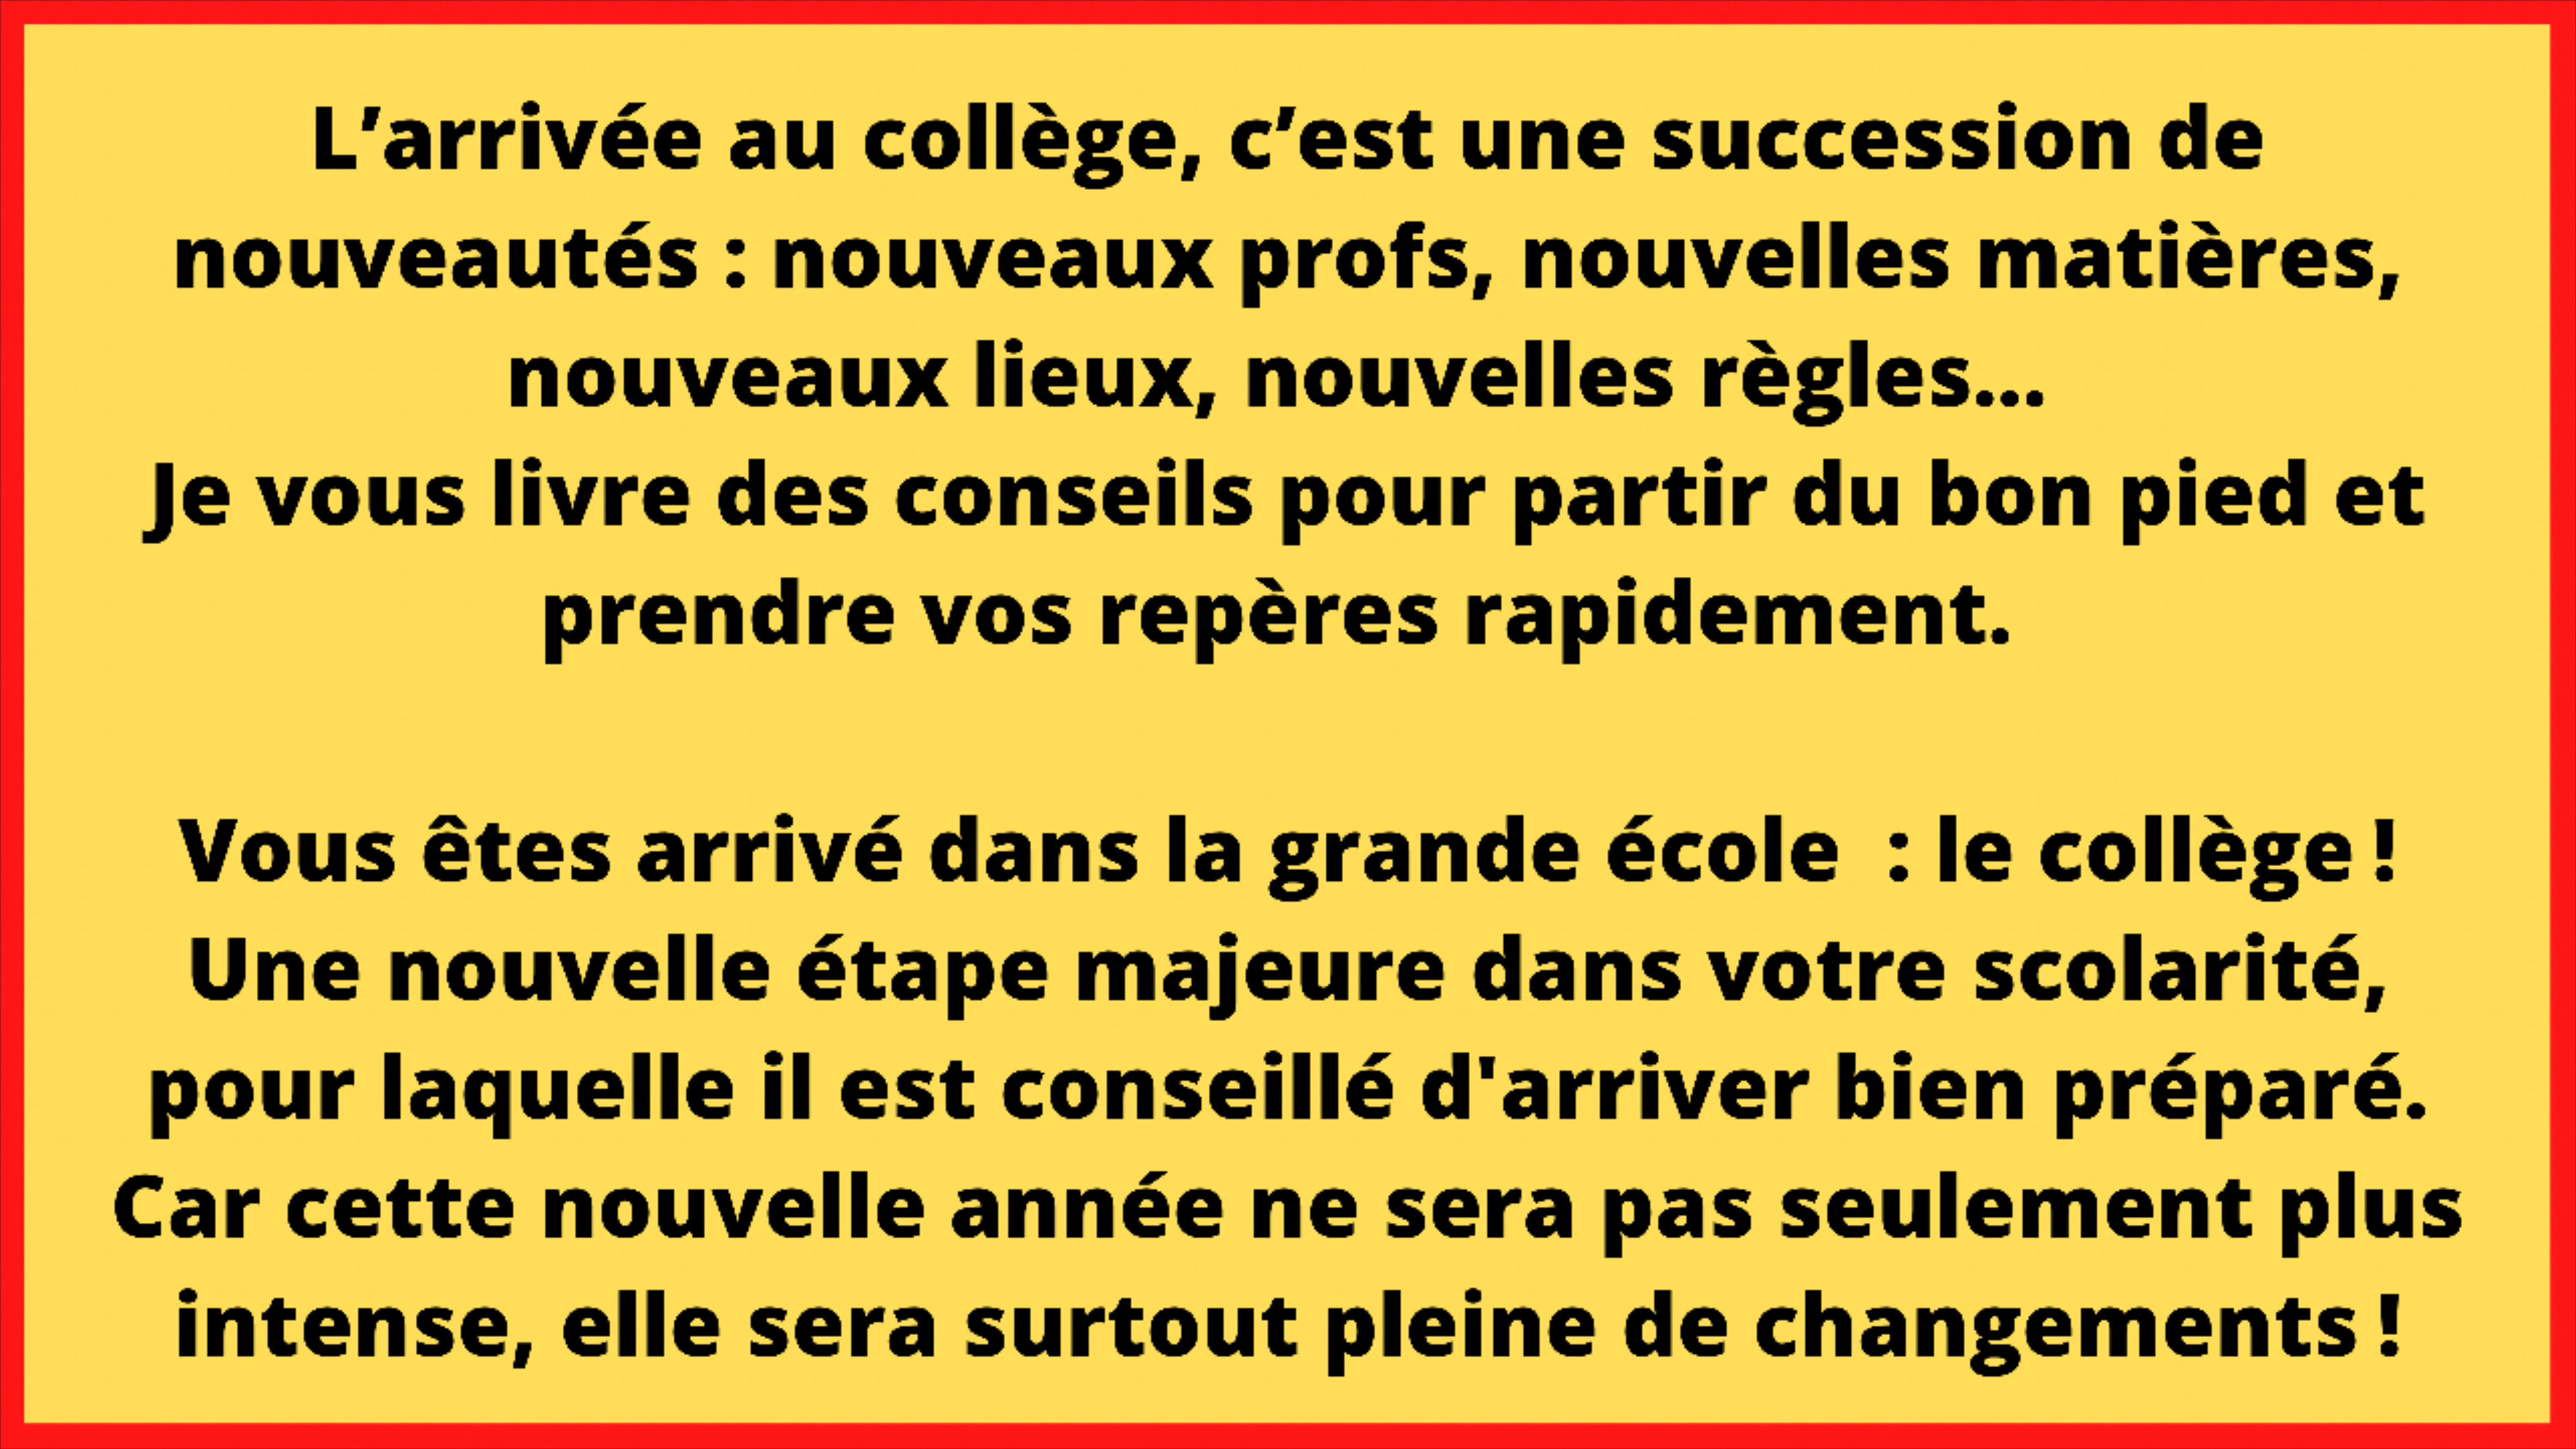 L’arrivée au collège, c’est une succession de
nouveautés : nouveaux profs, nouvelles matières,
nouveaux lieux, nouvelles règles...
Je vous livre des conseils pour partir du bon pied et
prendre vos repères rapidement.
Vous êtes arrivé dans la grande école  : le collège !
Une nouvelle étape majeure dans votre scolarité,
pour laquelle il est conseillé d'arriver bien préparé.
Car cette nouvelle année ne sera pas seulement plus
intense, elle sera surtout pleine de changements !